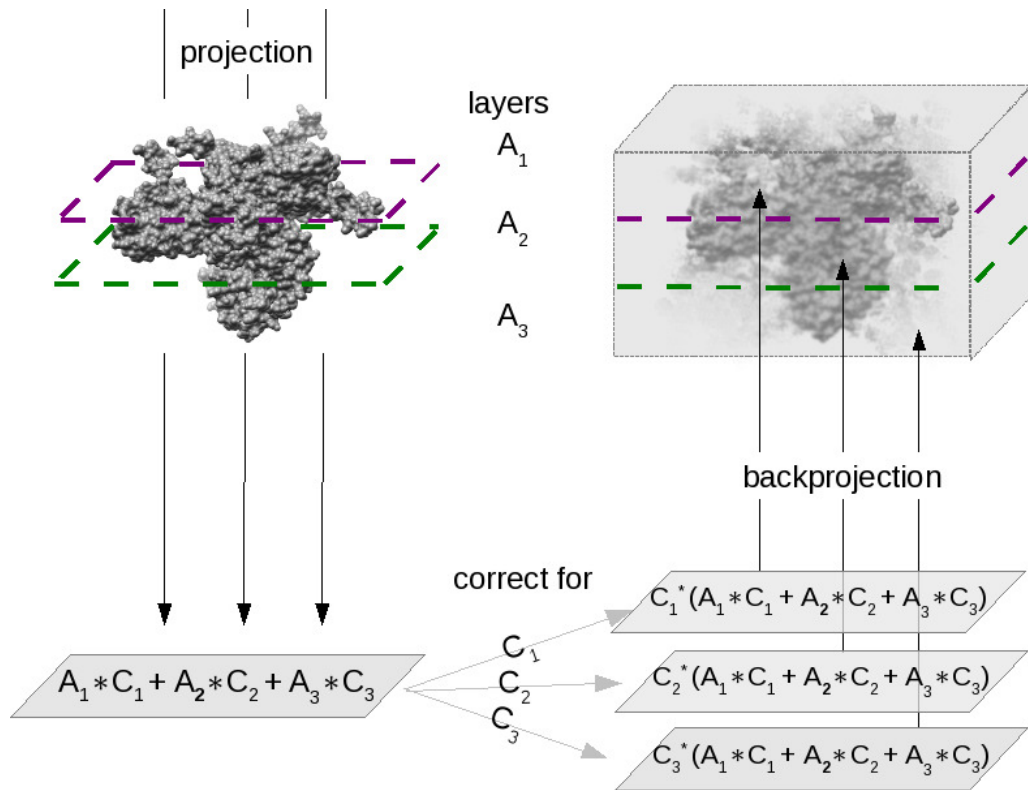 projection
layers
A₁
A₂
A₃
backprojection
correct for
C₁
C₂
C₃
A₁∗C₁ + A₂∗C₂ + A₃∗C₃
C₁*(A₁∗C₁ + A₂∗C₂ + A₃∗C₃)
C₂*(A₁∗C₁ + A₂∗C₂ + A₃∗C₃)
C₃*(A₁∗C₁ + A₂∗C₂ + A₃∗C₃)